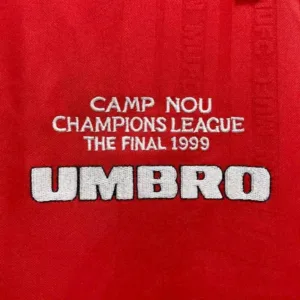 CAMP NOU
CHAMPIONS LEAGUE
THE FINAL 1999
UMBRO